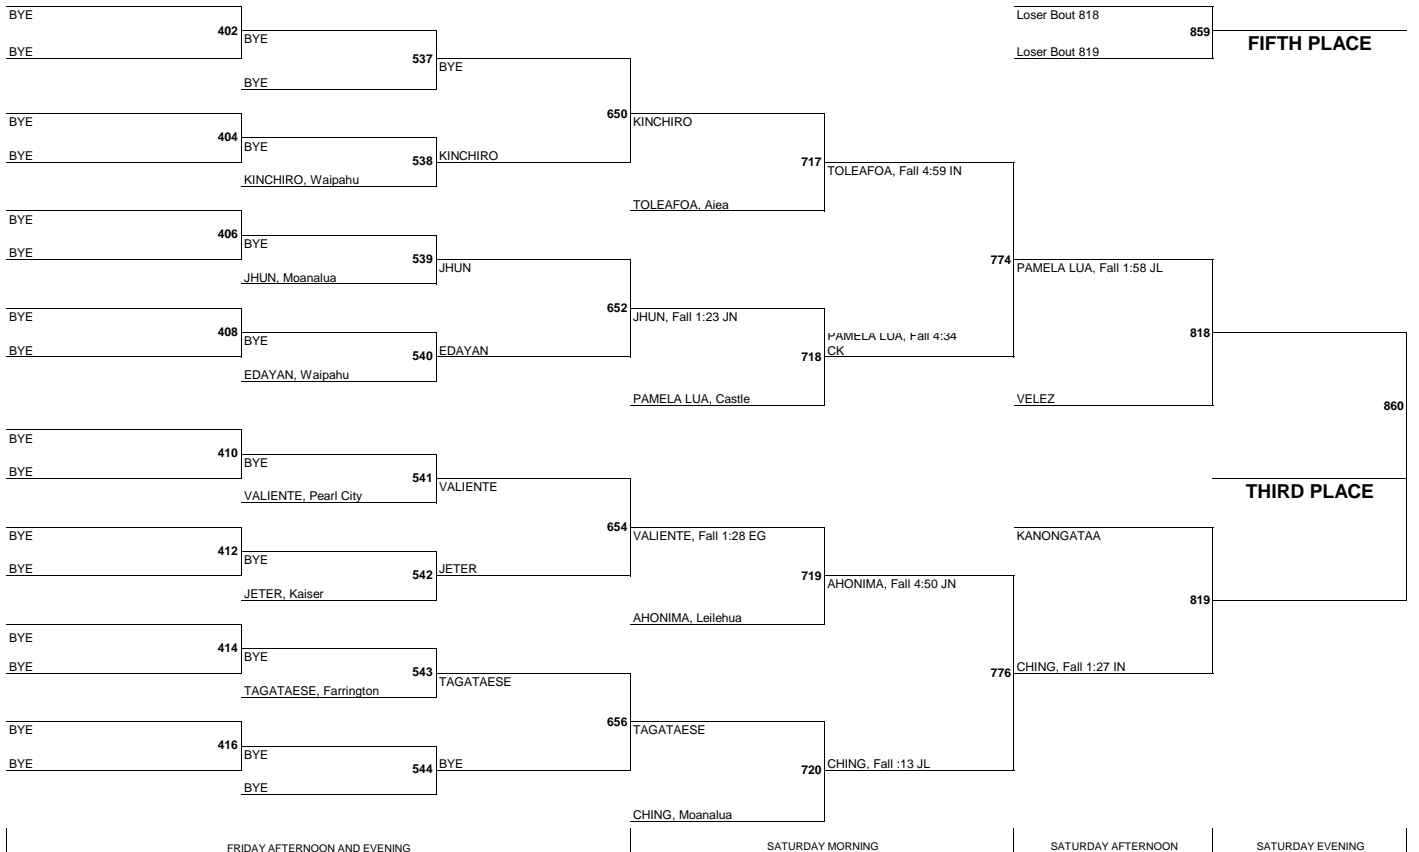 BYE
402
BYE
BYE
537
BYE
BYE
BYE
404
BYE
BYE
538
KINCHIRO, Waipahu
KINCHIRO
650
KINCHIRO
717
TOLEAFOA, Aiea
TOLEAFOA, Fall 4:59 IN
BYE
406
BYE
BYE
539
JHUN, Moanalua
JHUN
BYE
408
BYE
BYE
540
EDAYAN, Waipahu
EDAYAN
652
JHUN, Fall 1:23 JN
718
PAMELA LUA, Castle
PAMELA LUA, Fall 4:34
CK
774
PAMELA LUA, Fall 1:58 JL
818
VELEZ
BYE
410
BYE
BYE
541
VALIENTE, Pearl City
VALIENTE
BYE
412
BYE
BYE
542
JETER, Kaiser
JETER
654
VALIENTE, Fall 1:28 EG
719
AHONIMA, Leilehua
AHONIMA, Fall 4:50 JN
BYE
414
BYE
BYE
543
TAGATAESE, Farrington
TAGATAESE
BYE
416
BYE
BYE
544
BYE
BYE
656
TAGATAESE
720
CHING, Moanalua
CHING, Fall :13 JL
776
KANONGATAA
819
CHING, Fall 1:27 IN
860
THIRD PLACE
Loser Bout 818
859
Loser Bout 819
FIFTH PLACE
FRIDAY AFTERNOON AND EVENING
SATURDAY MORNING
SATURDAY AFTERNOON
SATURDAY EVENING